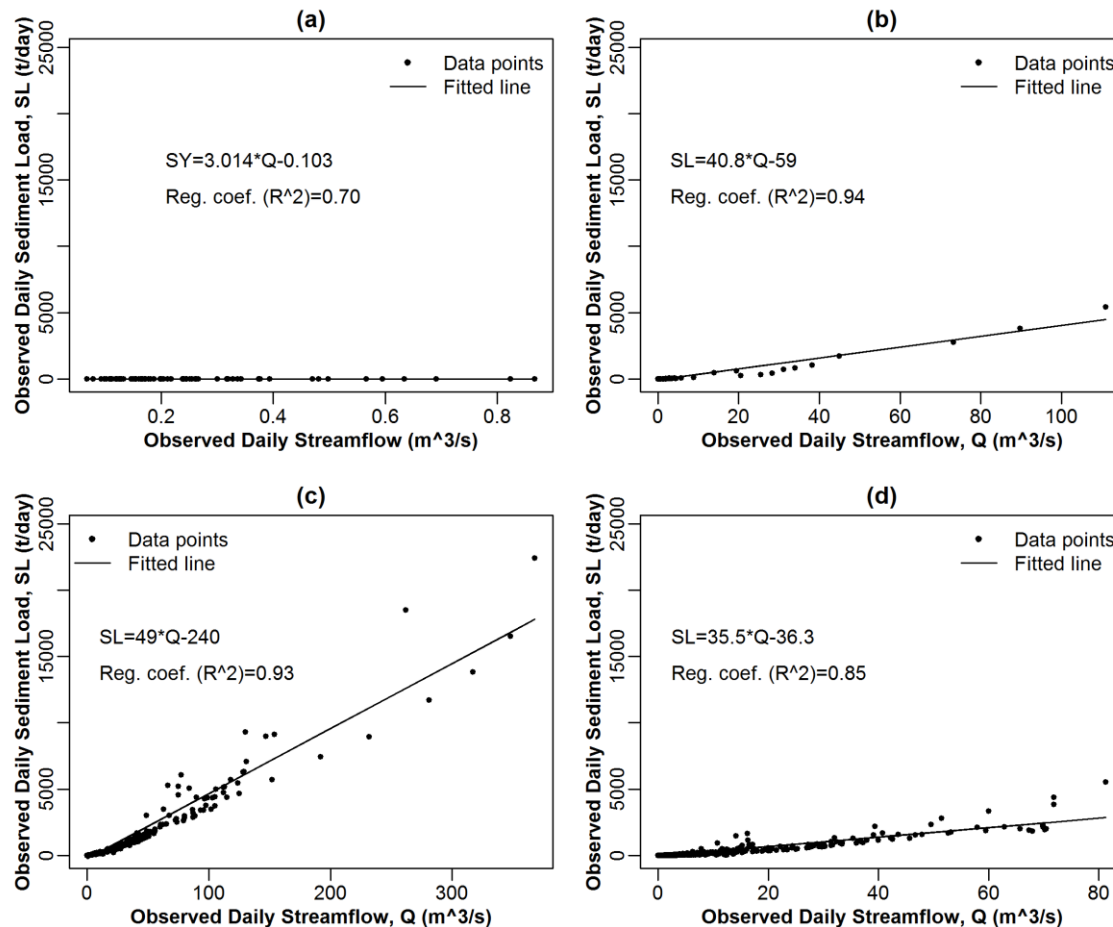 (a)
Observed Daily Sediment Load, SL (t/day)
25000
15000
5000
0
Data points
Fitted line
SY=3.014*Q-0.103
Reg. coef. (R^2)=0.70
0.2 0.4 0.6 0.8
Observed Daily Streamflow (m^3/s)
(b)
Observed Daily Sediment Load, SL (t/day)
25000
15000
5000
0
Data points
Fitted line
SL=40.8*Q-59
Reg. coef. (R^2)=0.94
0 20 40 60 80 100
Observed Daily Streamflow, Q (m^3/s)
(c)
Observed Daily Sediment Load, SL (t/day)
25000
15000
5000
0
Data points
Fitted line
SL=49*Q-240
Reg. coef. (R^2)=0.93
0 100 200 300
Observed Daily Streamflow, Q (m^3/s)
(d)
Observed Daily Sediment Load, SL (t/day)
25000
15000
5000
0
Data points
Fitted line
SL=35.5*Q-36.3
Reg. coef. (R^2)=0.85
0 20 40 60 80
Observed Daily Streamflow, Q (m^3/s)